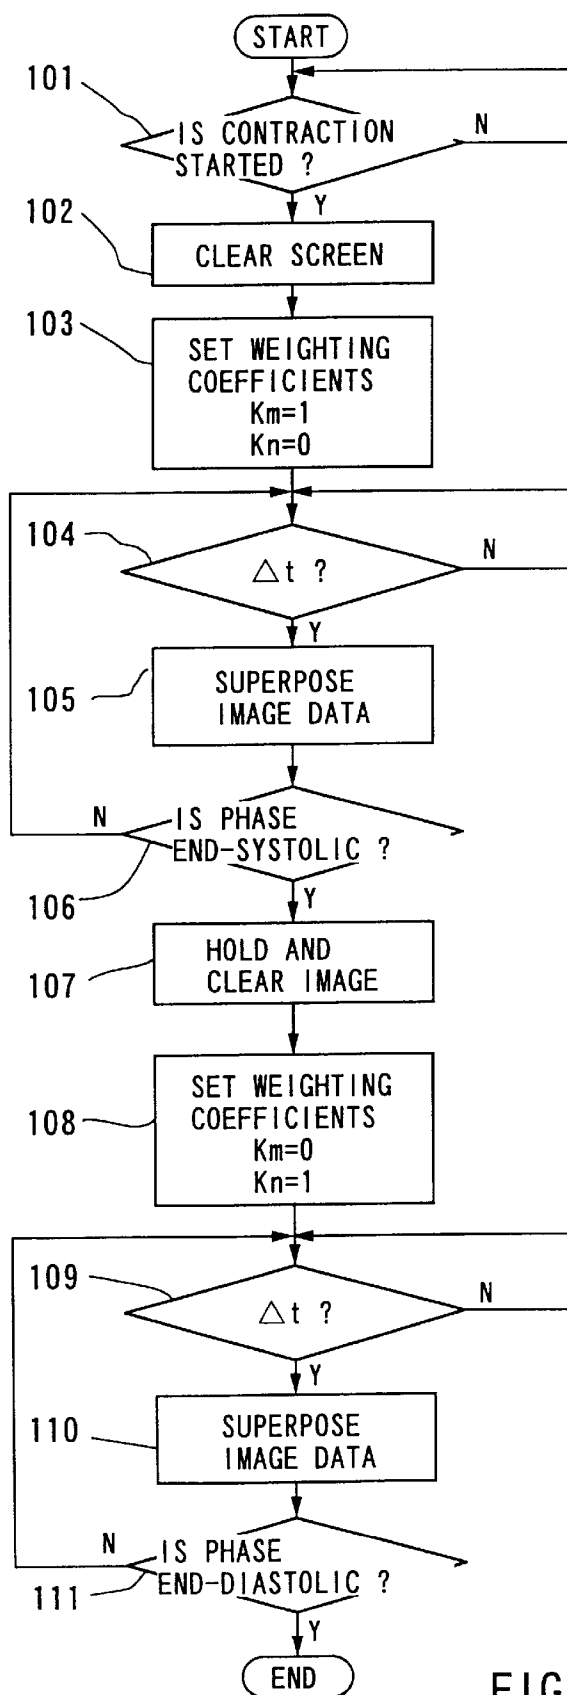 START
101
IS CONTRACTION
STARTED ?
N
Y
102
CLEAR SCREEN
103
SET WEIGHTING
COEFFICIENTS
Km=1
Kn=0
104
△t ?
N
Y
105
SUPERPOSE
IMAGE DATA
N
IS PHASE
END-SYSTOLIC ?
106
Y
107
HOLD AND
CLEAR IMAGE
108
SET WEIGHTING
COEFFICIENTS
Km=0
Kn=1
109
△t ?
N
Y
110
SUPERPOSE
IMAGE DATA
N
IS PHASE
END-DIASTOLIC ?
111
Y
END
FIG